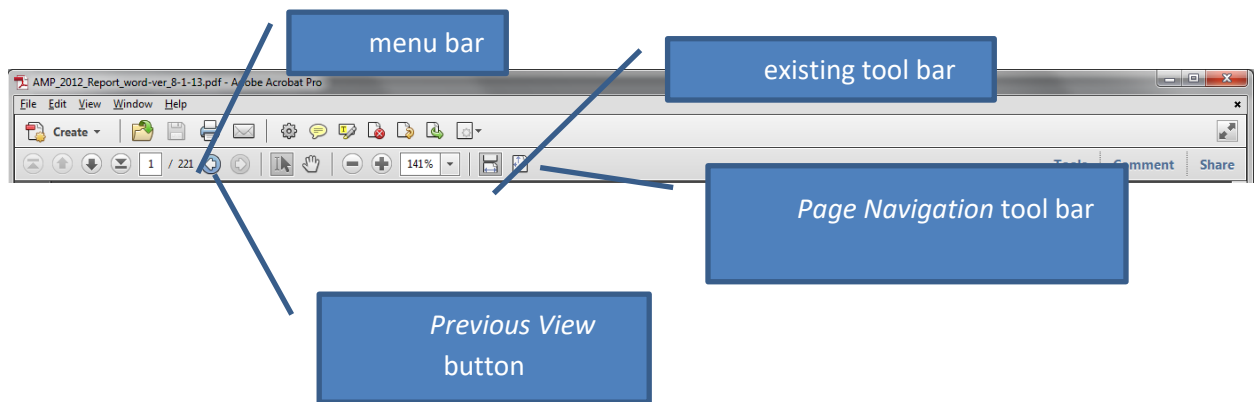 menu bar
existing tool bar
AMP_2012_Report_word-ver_8-1-13.pdf - Adobe Acrobat Pro
File Edit View Window Help
Create
1 / 221 141% Tools Comment Share
Page Navigation tool bar
Previous View
button